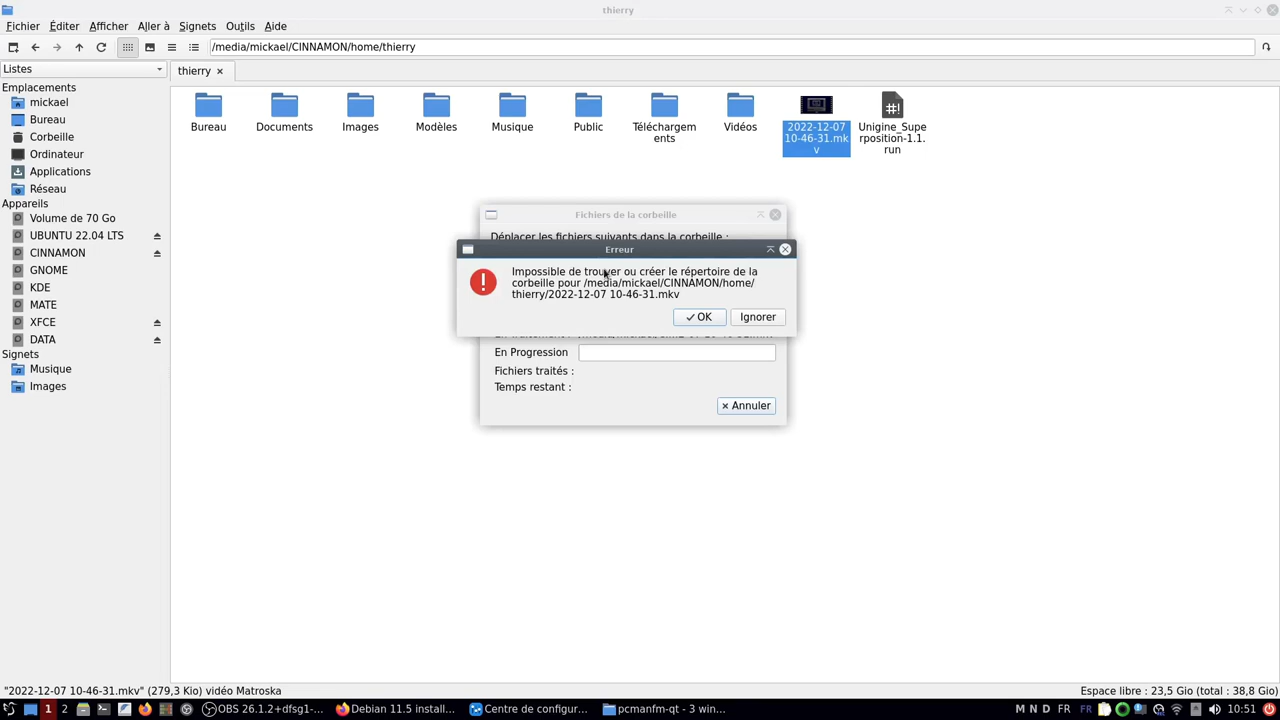 thierry
Fichier Éditer Afficher Aller à Signets Outils Aide
/media/mickael/CINNAMON/home/thierry
Listes
thierry
Emplacements
mickael
Bureau
Corbeille
Ordinateur
Applications
Réseau
Appareils
Volume de 70 Go
UBUNTU 22.04 LTS
CINNAMON
GNOME
KDE
MATE
XFCE
DATA
Signets
Musique
Images
Bureau
Documents
Images
Modèles
Musique
Public
Téléchargem
ents
Vidéos
2022-12-07
10-46-31.mk
v
Unigine_Supe
rposition-1.1.
run
Fichiers de la corbeille
Déplacer les fichiers suivants dans la corbeille :
Erreur
Impossible de trouver ou créer le répertoire de la
corbeille pour /media/mickael/CINNAMON/home/
thierry/2022-12-07 10-46-31.mkv
OK Ignorer
En Progression
Fichiers traités :
Temps restant :
Annuler
"2022-12-07 10-46-31.mkv" (279,3 Kio) vidéo Matroska
Espace libre : 23,5 Gio (total : 38,8 Gio)
1 2 OBS 26.1.2+dfsg1-... Debian 11.5 install... Centre de configur... pcmanfm-qt - 3 win... M N D FR FR 10:51